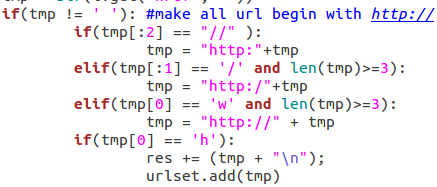 if(tmp != ' '): #make all url begin with http://
if(tmp[:2] == "//" ):
tmp = "http:"+tmp
elif(tmp[:1] == '/' and len(tmp)>=3):
tmp = "http:/"+tmp
elif(tmp[0] == 'w' and len(tmp)>=3):
tmp = "http://" + tmp
if(tmp[0] == 'h'):
res += (tmp + "\n");
urlset.add(tmp)